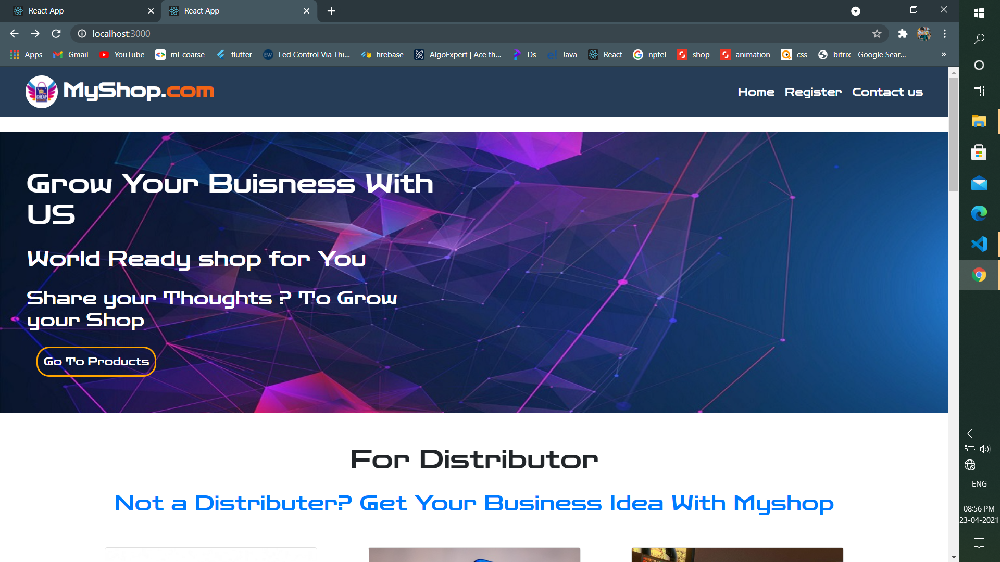 React App
React App
localhost:3000
Apps
Gmail
YouTube
ml-coarse
flutter
EW
Led Control Via Thi...
firebase
AlgoExpert | Ace th...
Ds
Java
React
nptel
shop
animation
css
bitrix - Google Sear...
»
CHEAP
MyShop.com
Home
Register
Contact us
Grow Your Buisness With
US
World Ready shop for You
Share your Thoughts ? To Grow
your Shop
Go To Products
For Distributor
Not a Distributer? Get Your Business Idea With Myshop
ENG
08:56 PM
23-04-2021